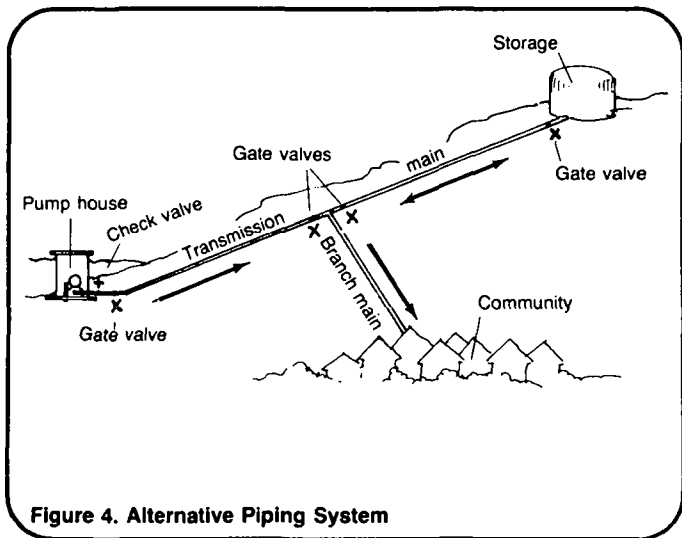 Storage
Gate valves
main
Gate valve
Pump house
Check valve
Transmission
Branch main
Community
Gate valve
Figure 4. Alternative Piping System